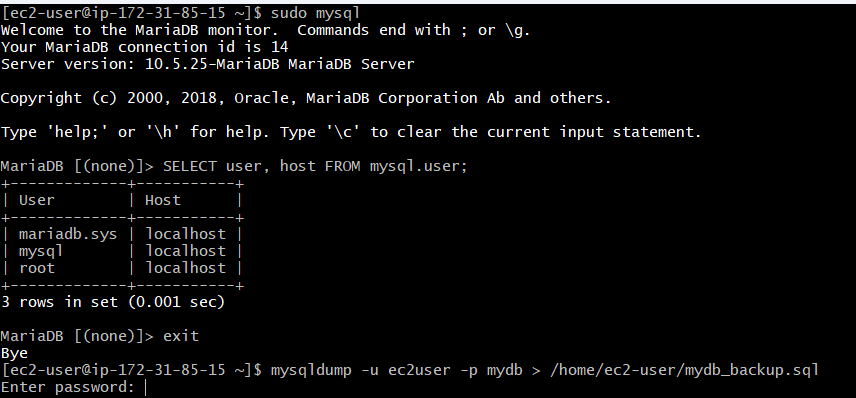 [ec2-user@ip-172-31-85-15 ~]$ sudo mysql
Welcome to the MariaDB monitor.  Commands end with ; or \g.
Your MariaDB connection id is 14
Server version: 10.5.25-MariaDB MariaDB Server
Copyright (c) 2000, 2018, Oracle, MariaDB Corporation Ab and others.
Type 'help;' or '\h' for help. Type '\c' to clear the current input statement.
MariaDB [(none)]> SELECT user, host FROM mysql.user;
+-------------+-----------+
| User        | Host      |
+-------------+-----------+
| mariadb.sys | localhost |
| mysql       | localhost |
| root        | localhost |
+-------------+-----------+
3 rows in set (0.001 sec)
MariaDB [(none)]> exit
Bye
[ec2-user@ip-172-31-85-15 ~]$ mysqldump -u ec2user -p mydb > /home/ec2-user/mydb_backup.sql
Enter password: